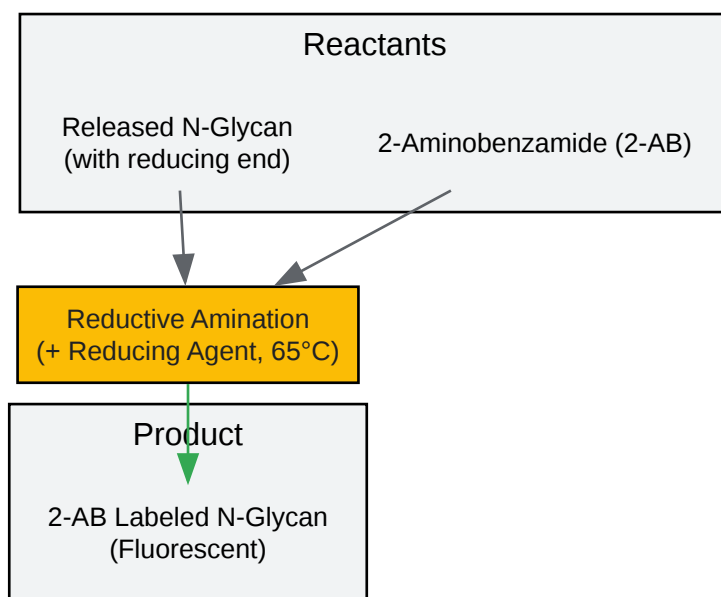 Reactants
Released N-Glycan
(with reducing end)
2-Aminobenzamide (2-AB)
Reductive Amination
(+ Reducing Agent, 65°C)
Product
2-AB Labeled N-Glycan
(Fluorescent)